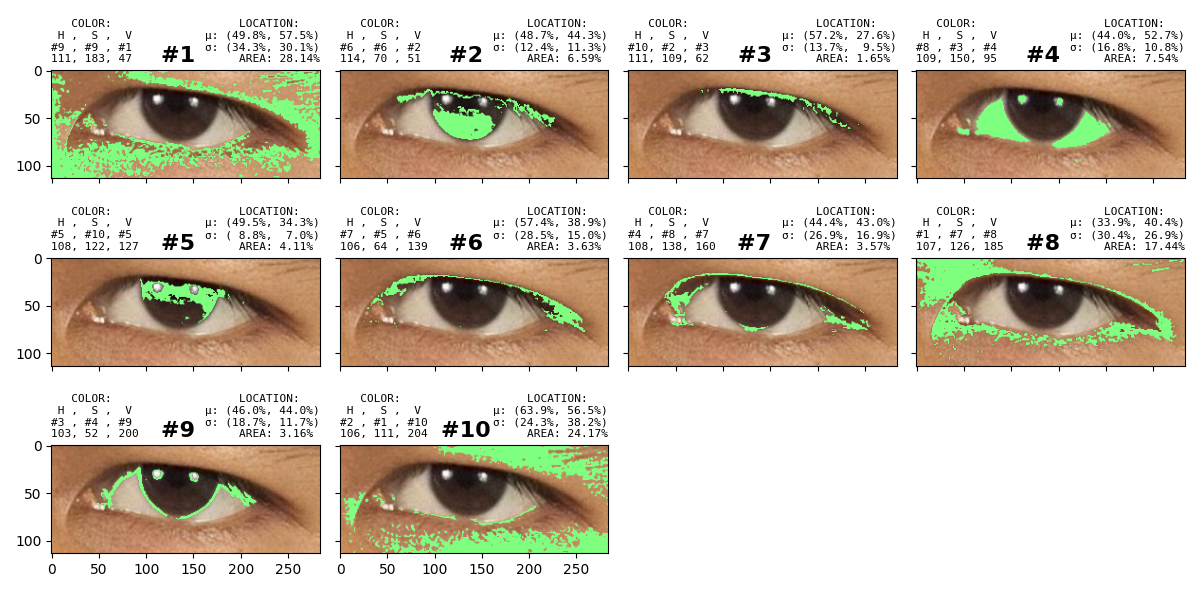 COLOR: LOCATION:
H , S , V μ: (49.8%, 57.5%)
#9 , #9 , #1 #1 σ: (34.3%, 30.1%)
111, 183, 47 AREA: 28.14%
COLOR: LOCATION:
H , S , V μ: (48.7%, 44.3%)
#6 , #6 , #2 #2 σ: (12.4%, 11.3%)
114, 70 , 51 AREA: 6.59%
COLOR: LOCATION:
H , S , V μ: (57.2%, 27.6%)
#10, #2 , #3 #3 σ: (13.7%, 9.5%)
111, 109, 62 AREA: 1.65%
COLOR: LOCATION:
H , S , V μ: (44.0%, 52.7%)
#8 , #3 , #4 #4 σ: (16.8%, 10.8%)
109, 150, 95 AREA: 7.54%
0
50
100
COLOR: LOCATION:
H , S , V μ: (49.5%, 34.3%)
#5 , #10, #5 #5 σ: ( 8.8%, 7.0%)
108, 122, 127 AREA: 4.11%
COLOR: LOCATION:
H , S , V μ: (57.4%, 38.9%)
#7 , #5 , #6 #6 σ: (28.5%, 15.0%)
106, 64 , 139 AREA: 3.63%
COLOR: LOCATION:
H , S , V μ: (44.4%, 43.0%)
#4 , #8 , #7 #7 σ: (26.9%, 16.9%)
108, 138, 160 AREA: 3.57%
COLOR: LOCATION:
H , S , V μ: (33.9%, 40.4%)
#1 , #7 , #8 #8 σ: (30.4%, 26.9%)
107, 126, 185 AREA: 17.44%
0
50
100
COLOR: LOCATION:
H , S , V μ: (46.0%, 44.0%)
#3 , #4 , #9 #9 σ: (18.7%, 11.7%)
103, 52 , 200 AREA: 3.16%
COLOR: LOCATION:
H , S , V μ: (63.9%, 56.5%)
#2 , #1 , #10 #10 σ: (24.3%, 38.2%)
106, 111, 204 AREA: 24.17%
0
50
100
0 50 100 150 200 250
0 50 100 150 200 250